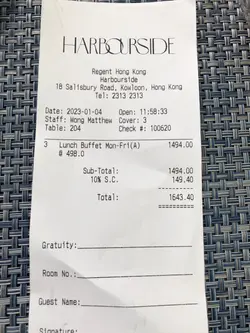 HARBOURSIDE
Regent Hong Kong
Harbourside
18 Salisbury Road, Kowloon, Hong Kong
Tel: 2313 2313
Date: 2023-01-04 Open: 11:58:33
Staff: Wong Matthew Cover: 3
Table: 204 Check #: 100620
3 Lunch Buffet Mon-Fri(A) 1494.00
@ 498.0
Sub-Total: 1494.00
10% S.C. 149.40
Total: 1643.40
Gratuity:
Room No.:
Guest Name:
Signature: